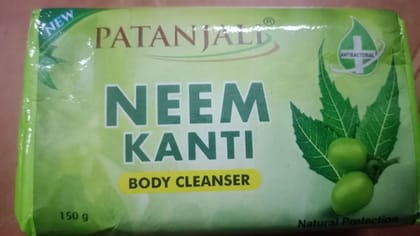 NEW
PATANJALI®
ANTIBACTERIAL
NEEM
KANTI
BODY CLEANSER
150 g
Natural Protection